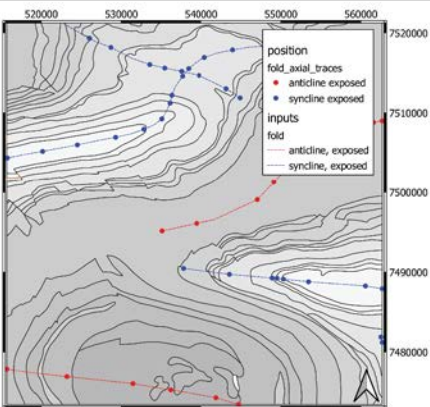 520000 530000 540000 550000 560000
7520000
position
fold_axial_traces
anticline exposed
syncline exposed
inputs
fold
anticline, exposed
syncline, exposed
7510000
7500000
7490000
7480000